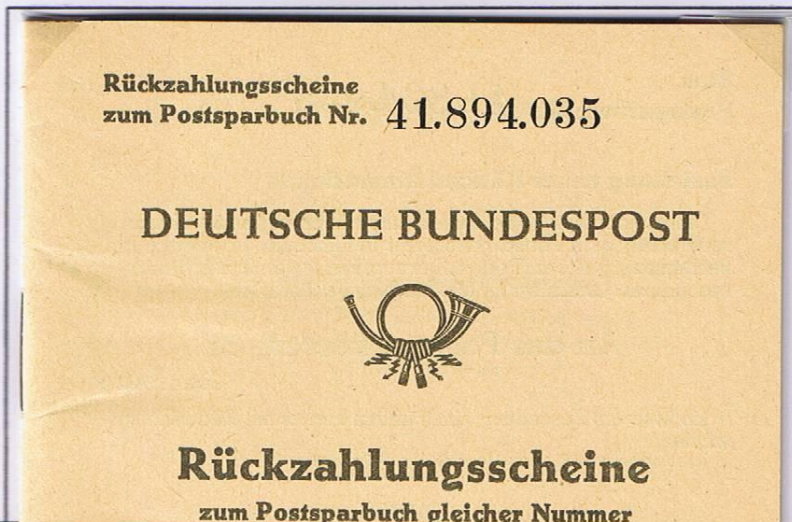 Rückzahlungsscheine
zum Postsparbuch Nr. 41.894.035
DEUTSCHE BUNDESPOST
Rückzahlungsscheine
zum Postsparbuch gleicher Nummer